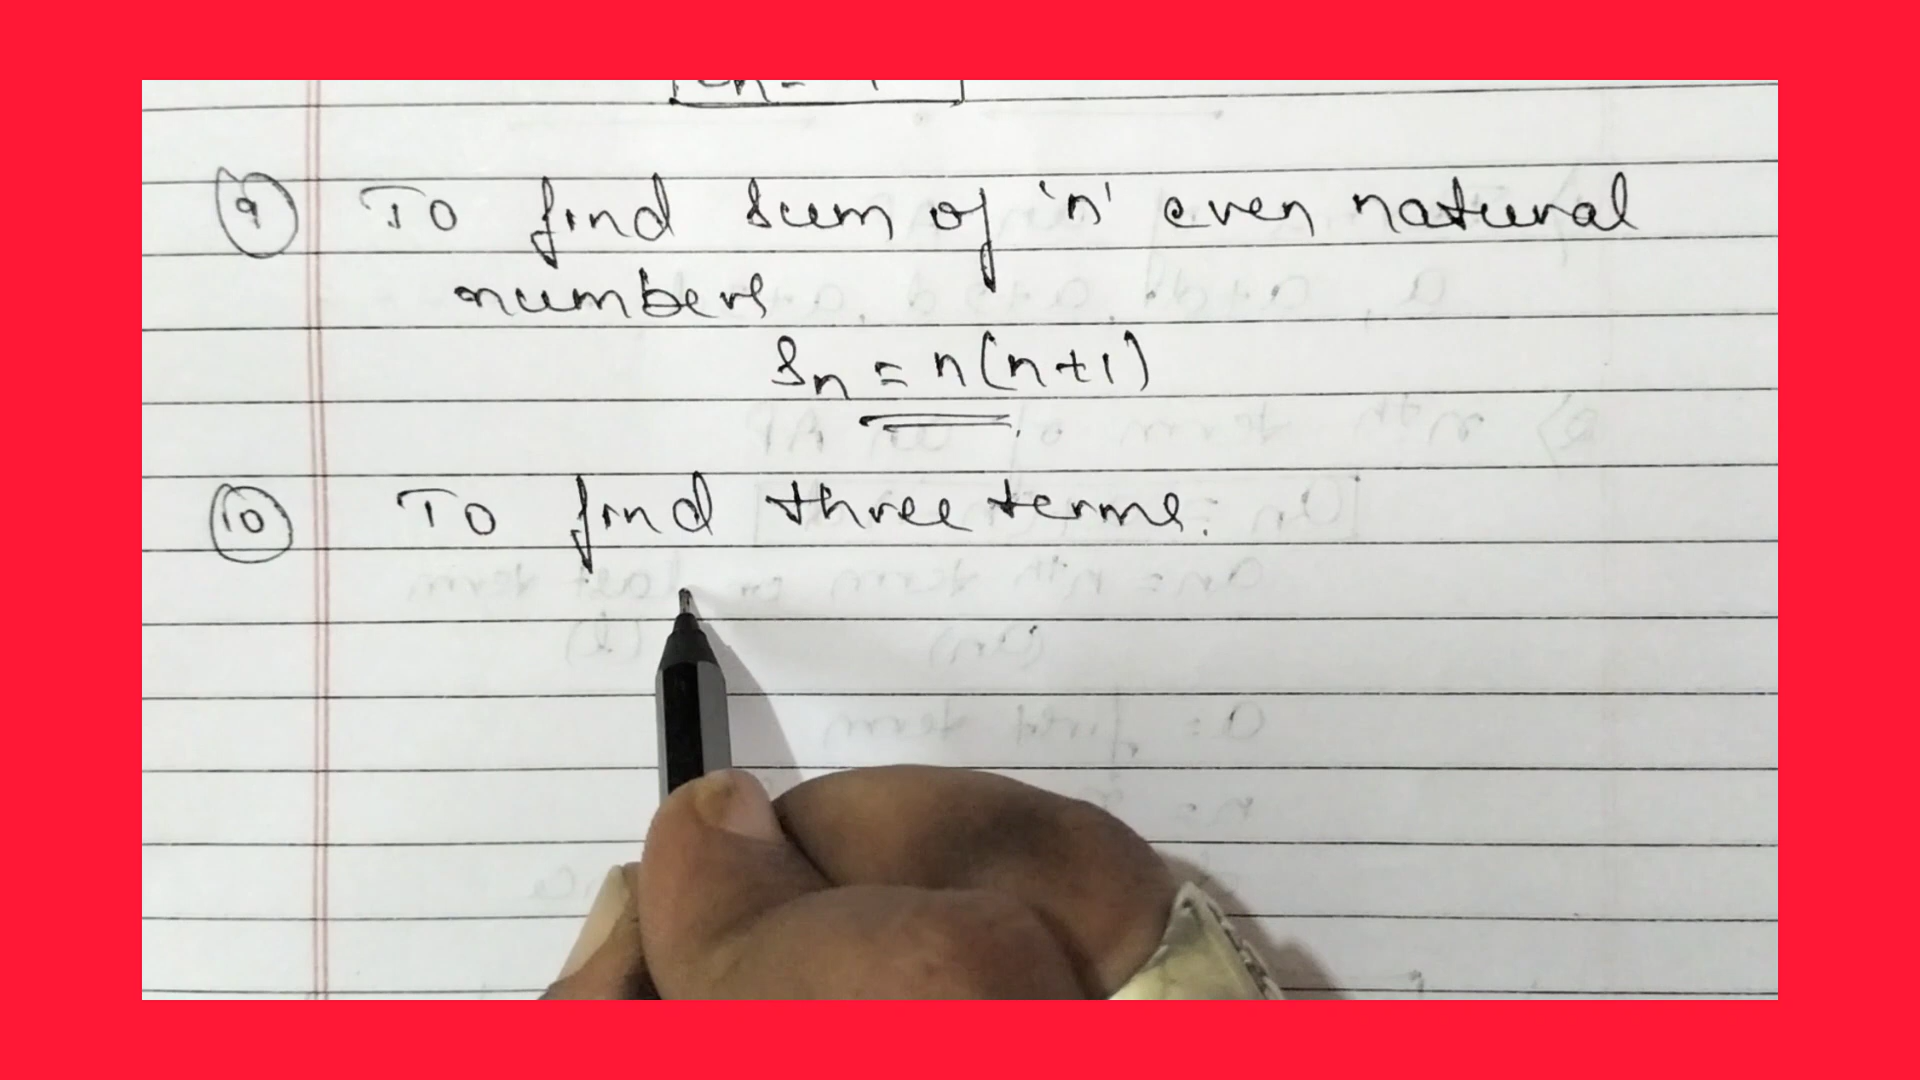 9 To find sum of 'n' even natural
numbers
Sn = n(n+1)
10 To find three terms.